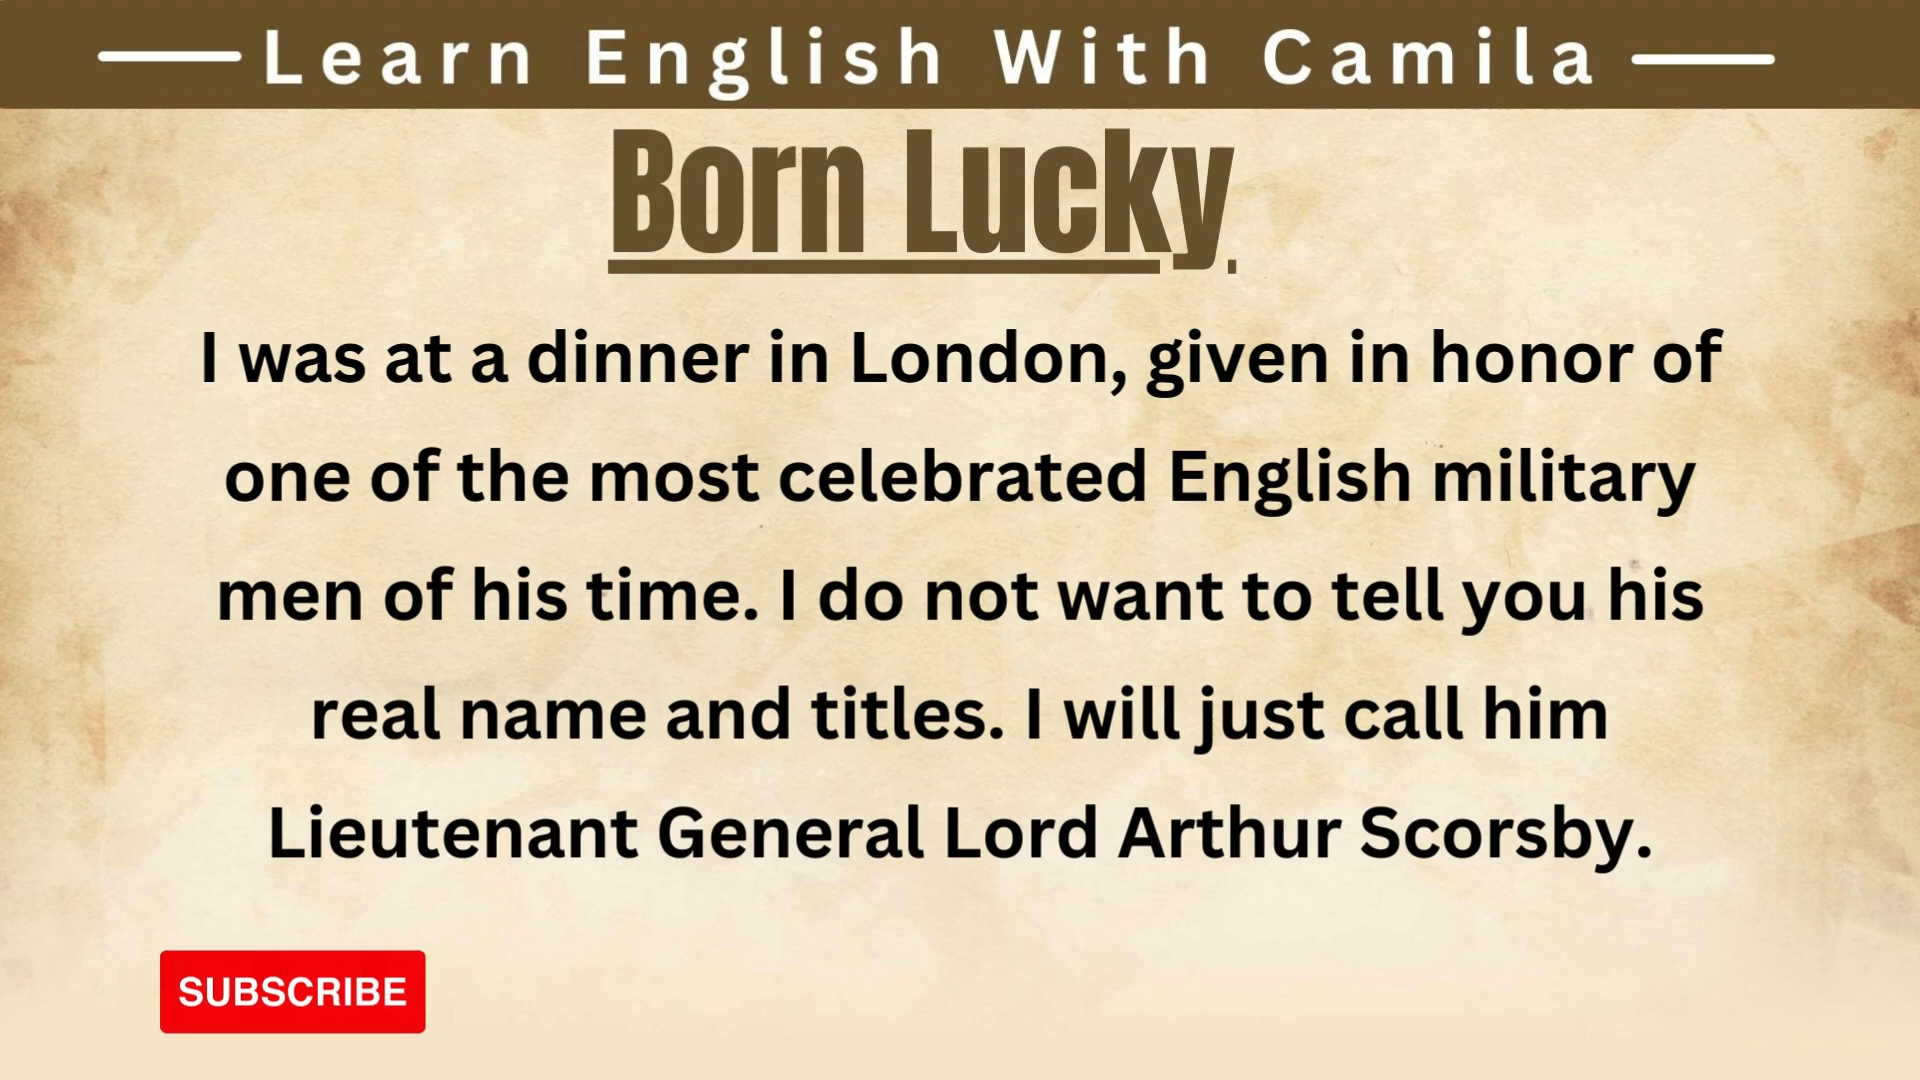 Learn English With Camila
Born Lucky
I was at a dinner in London, given in honor of
one of the most celebrated English military
men of his time. I do not want to tell you his
real name and titles. I will just call him
Lieutenant General Lord Arthur Scorsby.
SUBSCRIBE